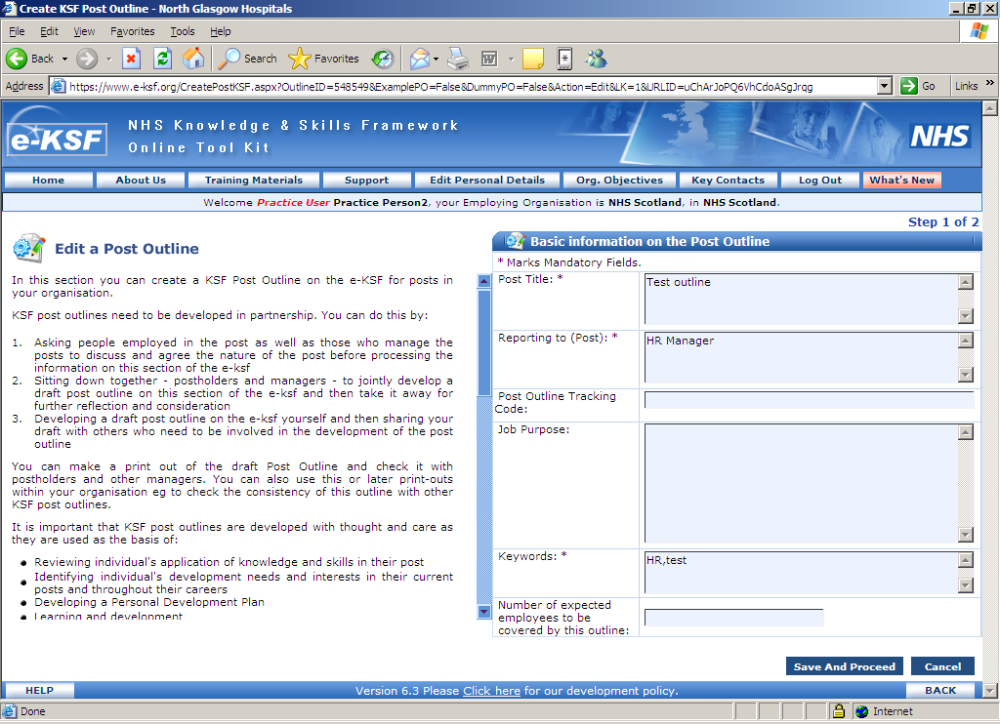 Create KSF Post Outline - North Glasgow Hospitals
File Edit View Favorites Tools Help
Back Search Favorites
Address https://www.e-ksf.org/CreatePostKSF.aspx?OutlineID=548549&ExamplePO=False&DummyPO=False&Action=Edit&LK=1&URLID=uChArJoPQ6VhCdoASgJrqg Go Links »
e-KSF
NHS Knowledge & Skills Framework
Online Tool Kit
NHS
Home About Us Training Materials Support Edit Personal Details Org. Objectives Key Contacts Log Out What's New
Welcome Practice User Practice Person2, your Employing Organisation is NHS Scotland, in NHS Scotland.
Step 1 of 2
Edit a Post Outline
In this section you can create a KSF Post Outline on the e-KSF for posts in
your organisation.
KSF post outlines need to be developed in partnership. You can do this by:
1. Asking people employed in the post as well as those who manage the
posts to discuss and agree the nature of the post before processing the
information on this section of the e-ksf
2. Sitting down together - postholders and managers - to jointly develop a
draft post outline on this section of the e-ksf and then take it away for
further reflection and consideration
3. Developing a draft post outline on the e-ksf yourself and then sharing your
draft with others who need to be involved in the development of the post
outline
You can make a print out of the draft Post Outline and check it with
postholders and other managers. You can also use this or later print-outs
within your organisation eg to check the consistency of this outline with other
KSF post outlines.
It is important that KSF post outlines are developed with thought and care as
they are used as the basis of:
● Reviewing individual's application of knowledge and skills in their post
● Identifying individual's development needs and interests in their current
posts and throughout their careers
● Developing a Personal Development Plan
● Learning and development
Basic information on the Post Outline
* Marks Mandatory Fields.
Post Title: * Test outline
Reporting to (Post): * HR Manager
Post Outline Tracking
Code:
Job Purpose:
Keywords: * HR,test
Number of expected
employees to be
covered by this outline:
Save And Proceed Cancel
HELP Version 6.3 Please Click here for our development policy. BACK
Done Internet